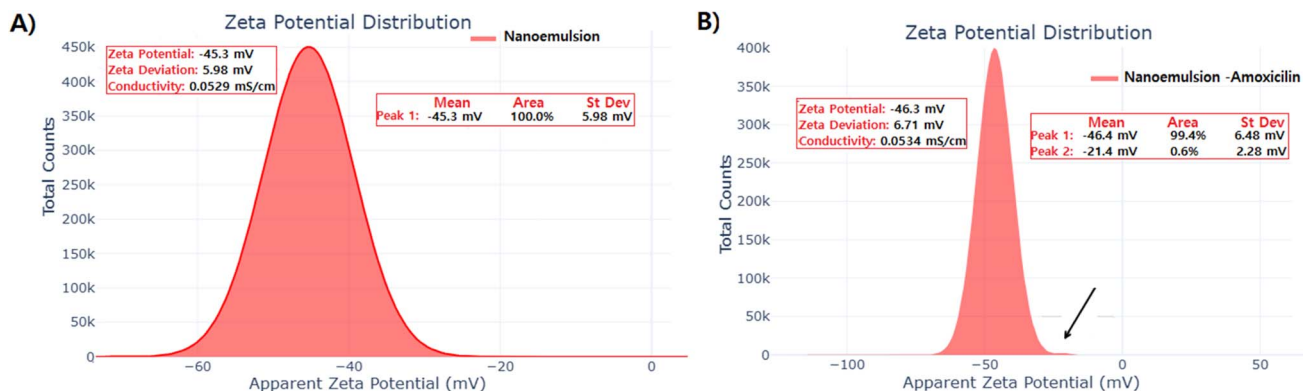 A)
Zeta Potential Distribution
Nanoemulsion
Zeta Potential: -45.3 mV
Zeta Deviation: 5.98 mV
Conductivity: 0.0529 mS/cm
Mean Area St Dev
Peak 1: -45.3 mV 100.0% 5.98 mV
Total Counts
450k
400k
350k
300k
250k
200k
150k
100k
50k
0
−60 −40 −20 0
Apparent Zeta Potential (mV)
B)
Zeta Potential Distribution
Nanoemulsion -Amoxicilin
Zeta Potential: -46.3 mV
Zeta Deviation: 6.71 mV
Conductivity: 0.0534 mS/cm
Mean Area St Dev
Peak 1: -46.4 mV 99.4% 6.48 mV
Peak 2: -21.4 mV 0.6% 2.28 mV
Total Counts
400k
350k
300k
250k
200k
150k
100k
50k
0
−100 −50 0 50
Apparent Zeta Potential (mV)